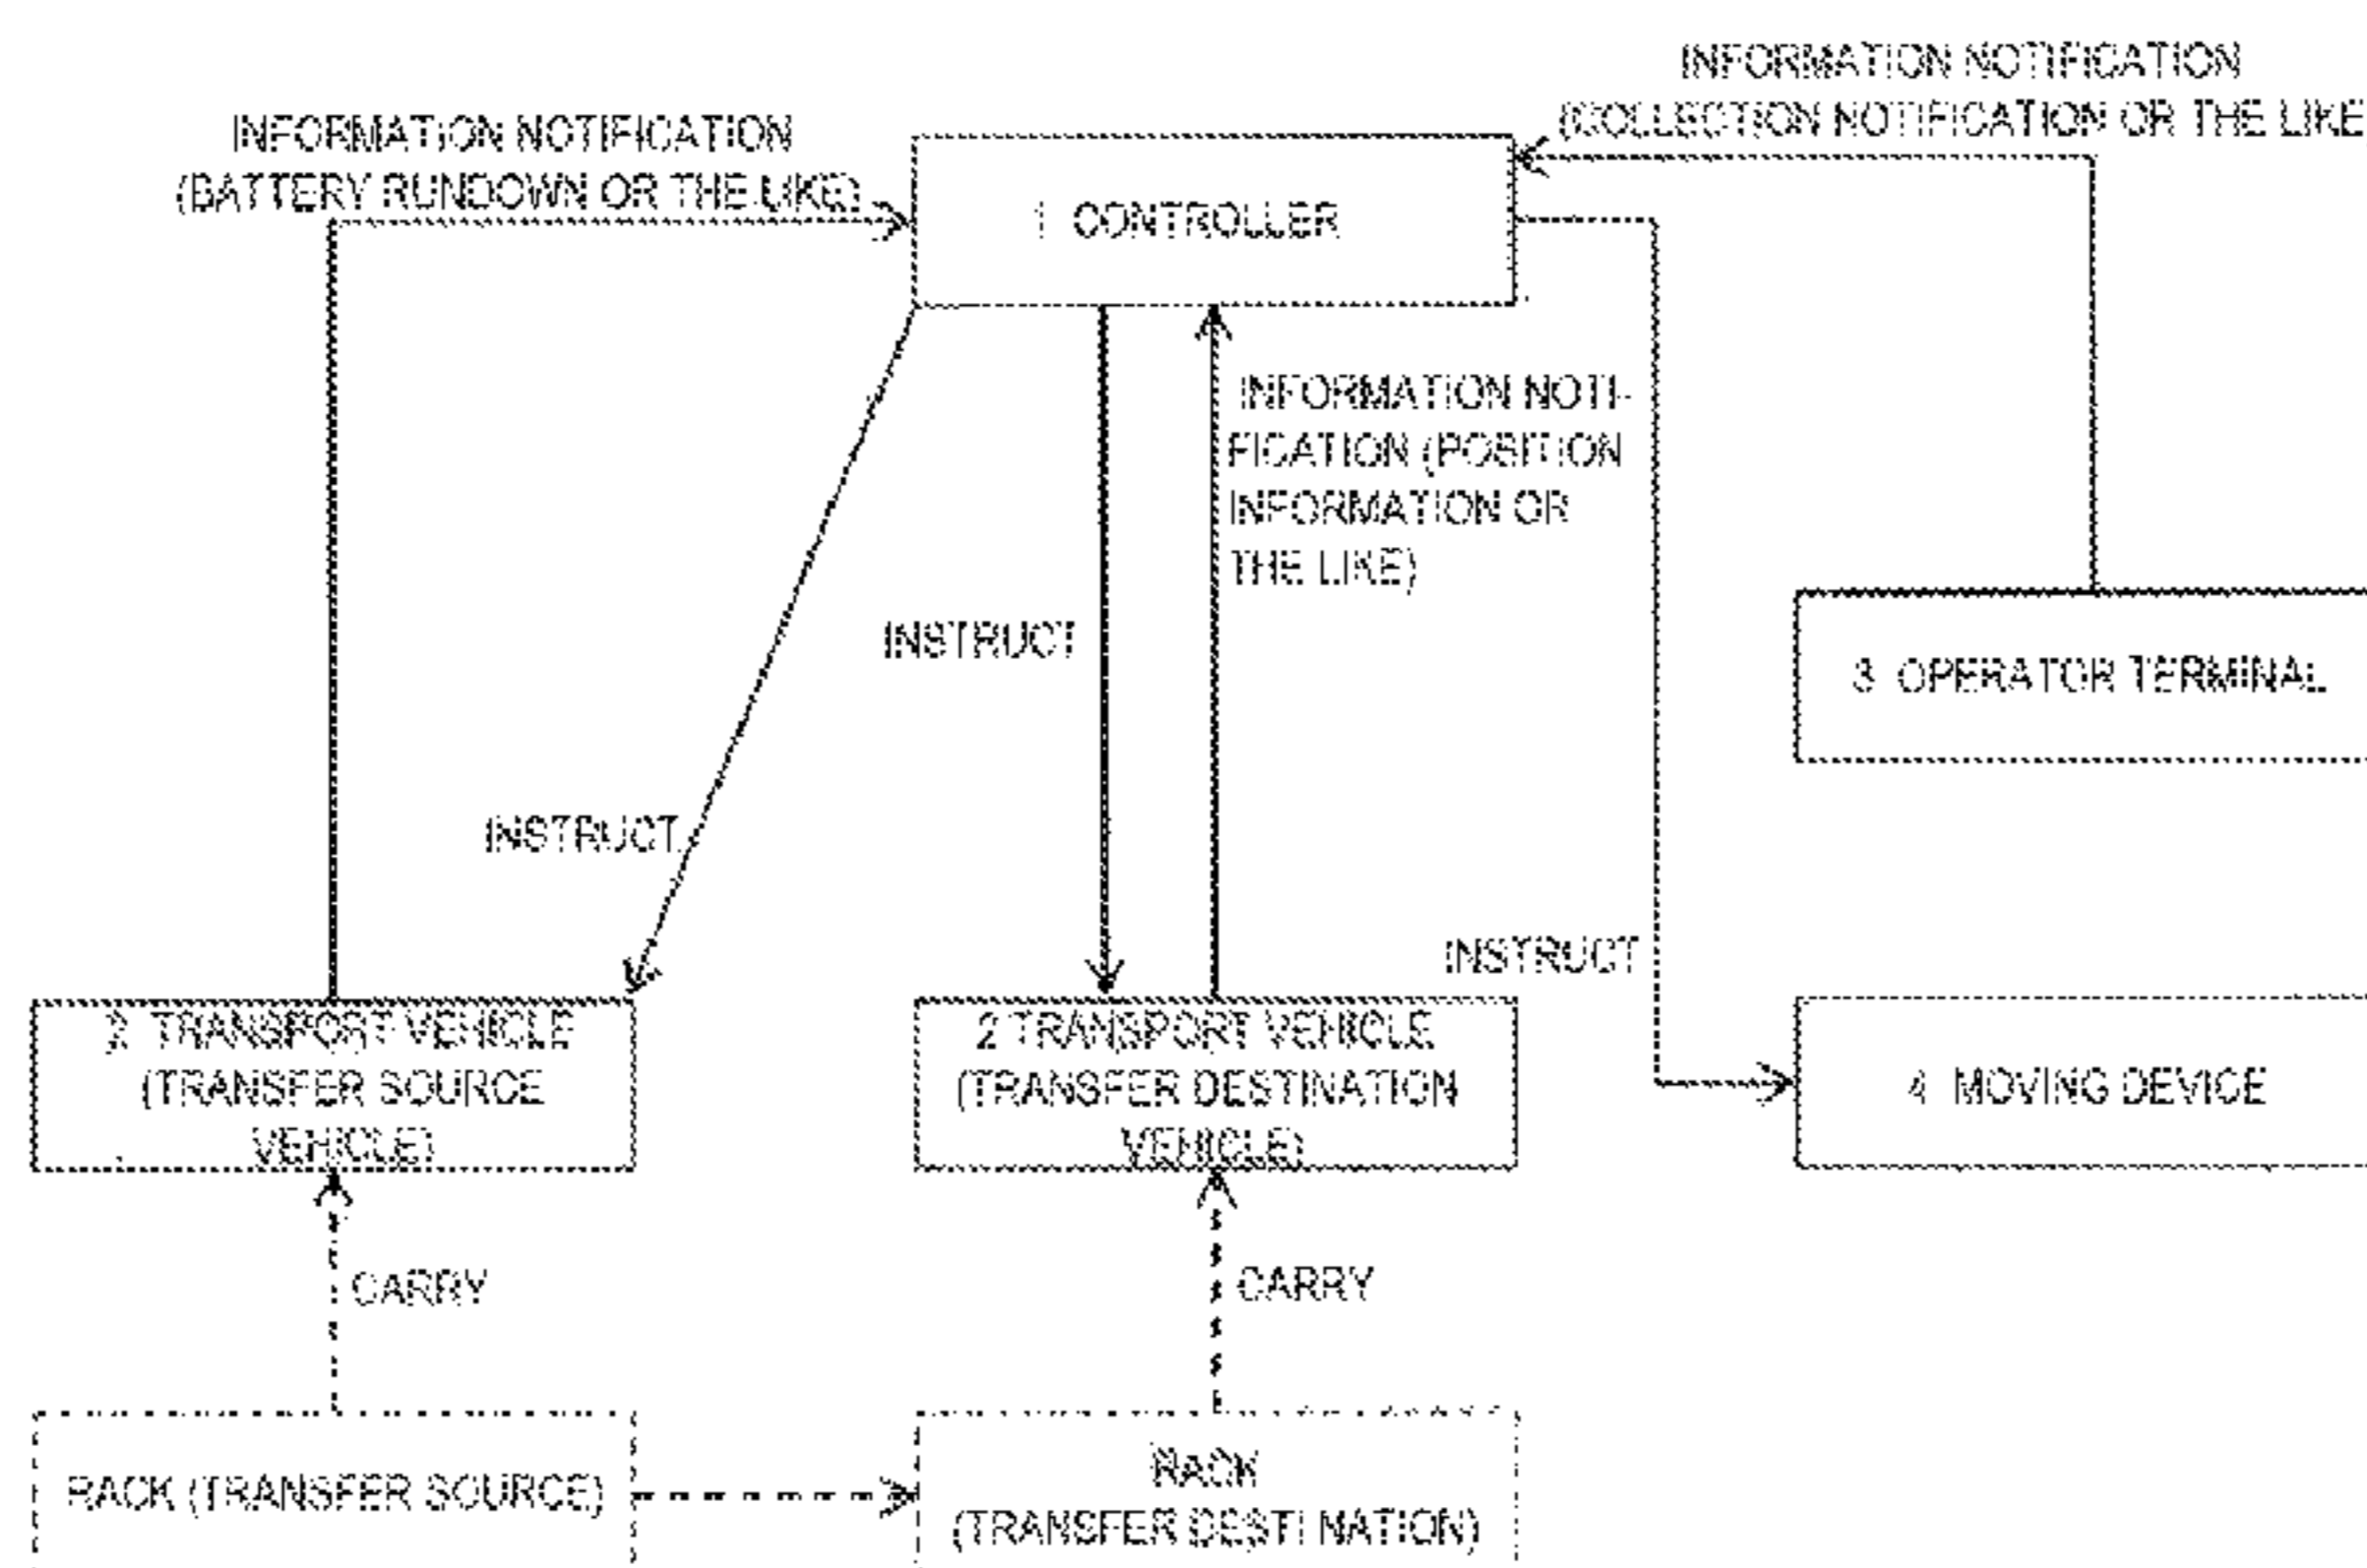 INFORMATION NOTIFICATION
(COLLECTION NOTIFICATION OR THE LIKE
INFORMATION NOTIFICATION
(BATTERY RUNDOWN OR THE LIKE)
1 CONTROLLER
INFORMATION NOTI-
FICATION (POSITION
INFORMATION OR
THE LIKE)
INSTRUCT
3 OPERATOR TERMINAL
INSTRUCT
INSTRUCT
2 TRANSPORT VEHICLE
(TRANSFER SOURCE
VEHICLE)
2 TRANSPORT VEHICLE
(TRANSFER DESTINATION
VEHICLE)
4 MOVING DEVICE
CARRY
CARRY
RACK (TRANSFER SOURCE)
RACK
(TRANSFER DESTI NATION)